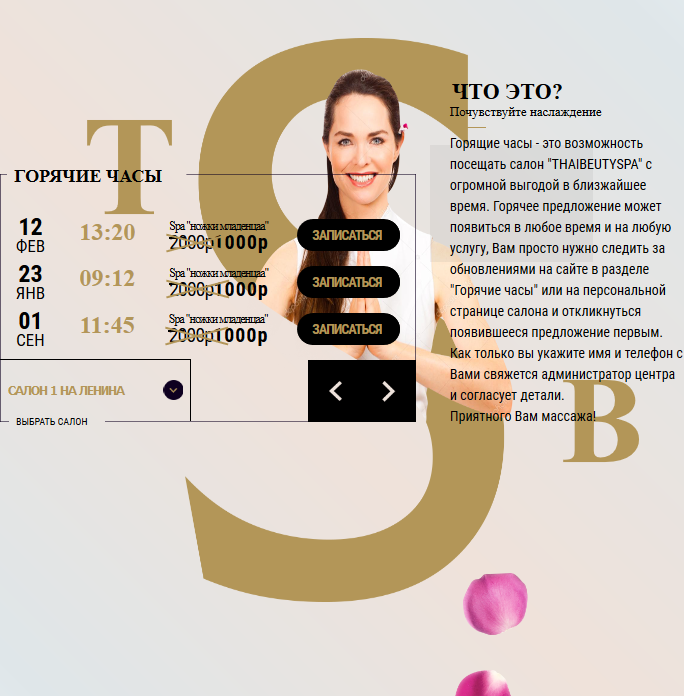 T
S
B
ГОРЯЧИЕ ЧАСЫ
12
ФЕВ
13:20
Spa "ножки младенцаа"
2000р 1000р
ЗАПИСАТЬСЯ
23
ЯНВ
09:12
Spa "ножки младенцаа"
2000р 1000р
ЗАПИСАТЬСЯ
01
СЕН
11:45
Spa "ножки младенцаа"
2000р 1000р
ЗАПИСАТЬСЯ
САЛОН 1 НА ЛЕНИНА
ВЫБРАТЬ САЛОН
ЧТО ЭТО?
Почувствуйте наслаждение
Горящие часы - это возможность
посещать салон "THAIBEUTYSPA" с
огромной выгодой в ближайшее
время. Горячее предложение может
появиться в любое время и на любую
услугу, Вам просто нужно следить за
обновлениями на сайте в разделе
"Горячие часы" или на персональной
странице салона и откликнуться
появившееся предложение первым.
Как только вы укажите имя и телефон с
Вами свяжется администратор центра
и согласует детали.
Приятного Вам массажа!